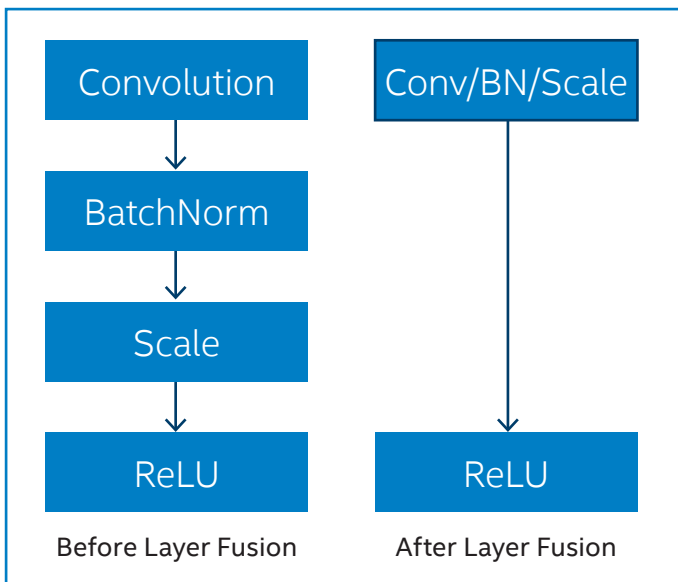 Convolution
BatchNorm
Scale
ReLU
Before Layer Fusion
Conv/BN/Scale
ReLU
After Layer Fusion